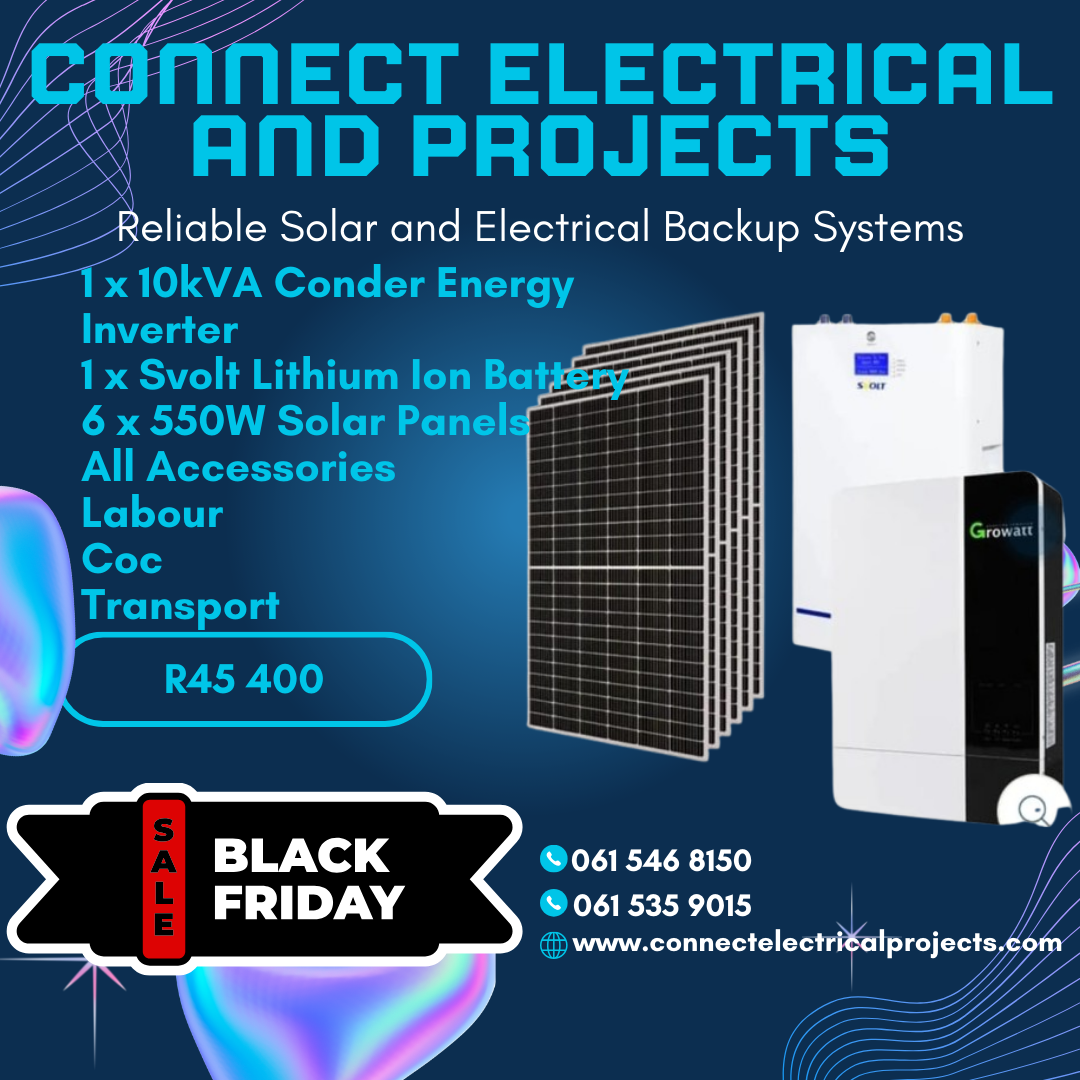 CONNECT ELECTRICAL
AND PROJECTS
Reliable Solar and Electrical Backup Systems
1 x 10kVA Conder Energy
Inverter
1 x Svolt Lithium Ion Battery
6 x 550W Solar Panels
All Accessories
Labour
Coc
Transport
R45 400
SVOLT
Growatt
SALE
BLACK
FRIDAY
061 546 8150
061 535 9015
www.connectelectricalprojects.com